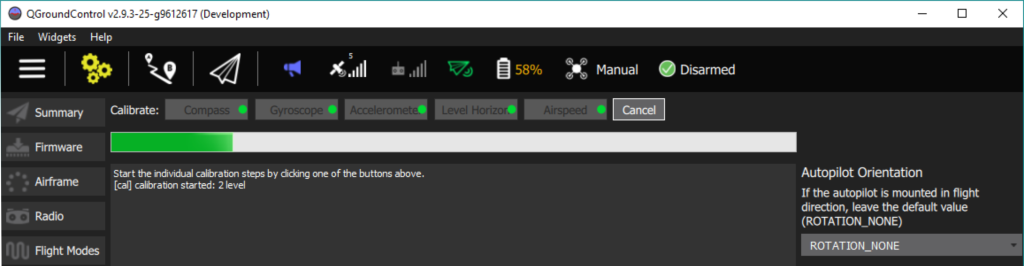 QGroundControl v2.9.3-25-g9612617 (Development)
File Widgets Help
5
58%
Manual
Disarmed
Summary
Calibrate:
Compass
Gyroscope
Acceleromete
Level Horizon
Airspeed
Cancel
Firmware
Start the individual calibration steps by clicking one of the buttons above.
[cal] calibration started: 2 level
Airframe
Radio
Flight Modes
Autopilot Orientation
If the autopilot is mounted in flight
direction, leave the default value
(ROTATION_NONE)
ROTATION_NONE